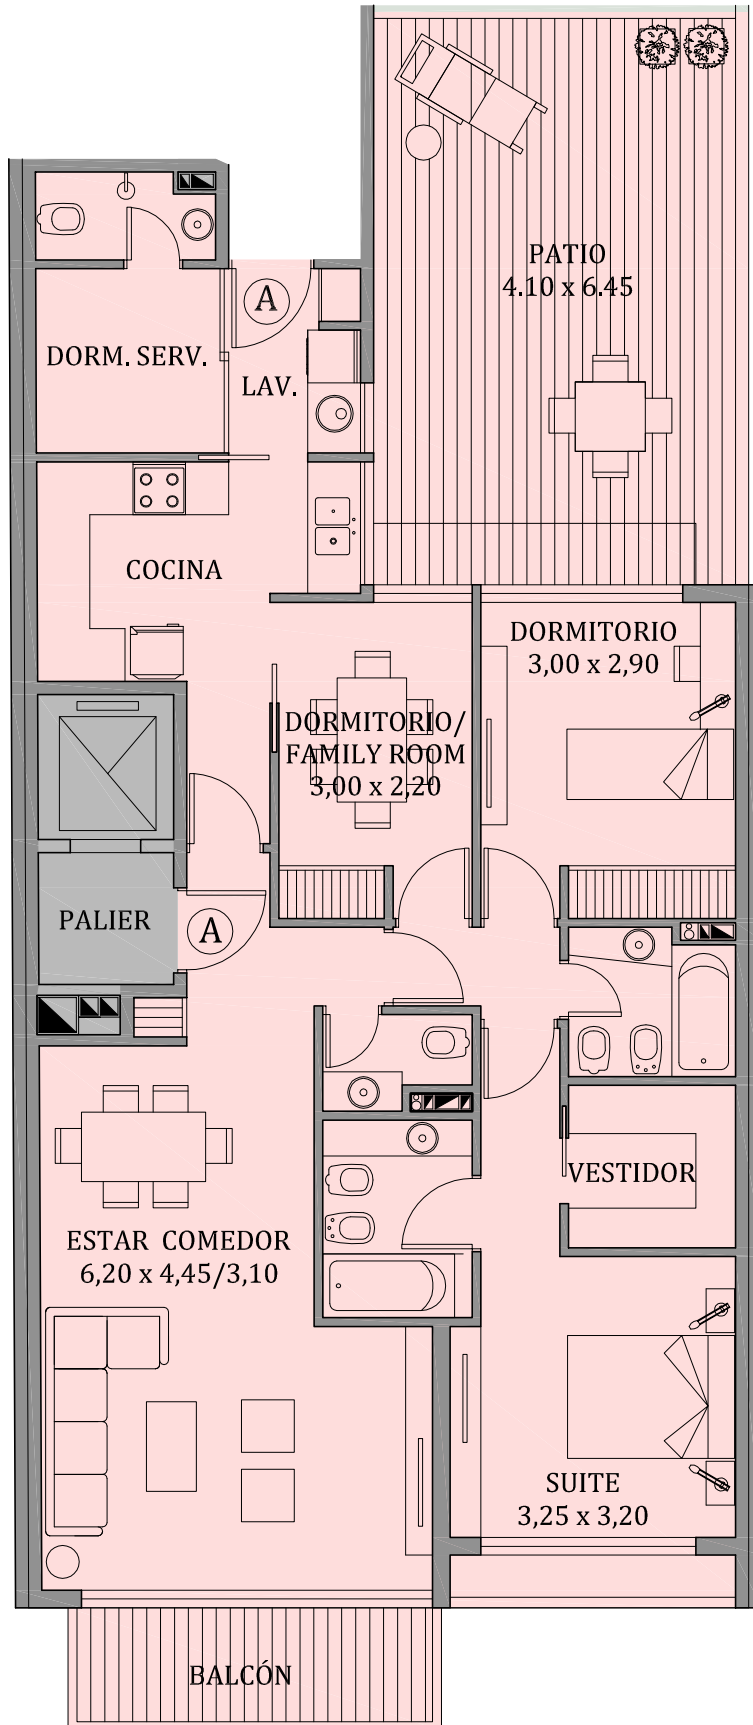 PATIO
4.10 x 6.45
A
DORM. SERV.
LAV.
COCINA
DORMITORIO
3,00 x 2,90
DORMITORIO/
FAMILY ROOM
3,00 x 2,20
PALIER
A
VESTIDOR
ESTAR COMEDOR
6,20 x 4,45/3,10
SUITE
3,25 x 3,20
BALCÓN